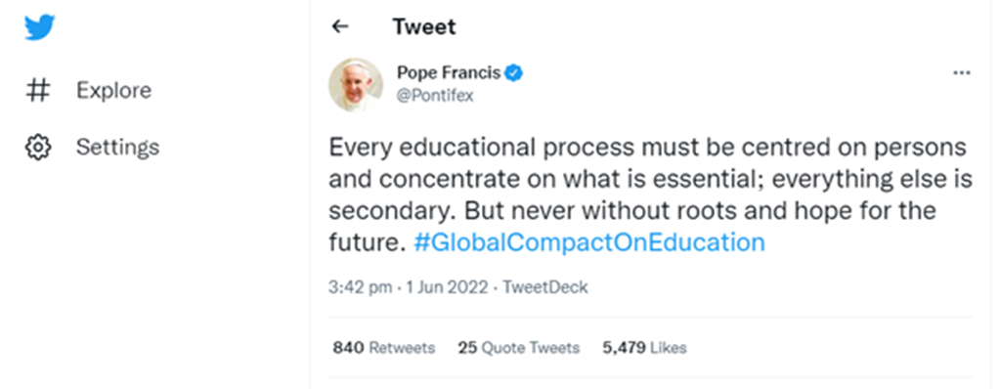 ← Tweet
Explore
Settings
Pope Francis
@Pontifex
Every educational process must be centred on persons
and concentrate on what is essential; everything else is
secondary. But never without roots and hope for the
future. #GlobalCompactOnEducation
3:42 pm · 1 Jun 2022 · TweetDeck
840 Retweets 25 Quote Tweets 5,479 Likes